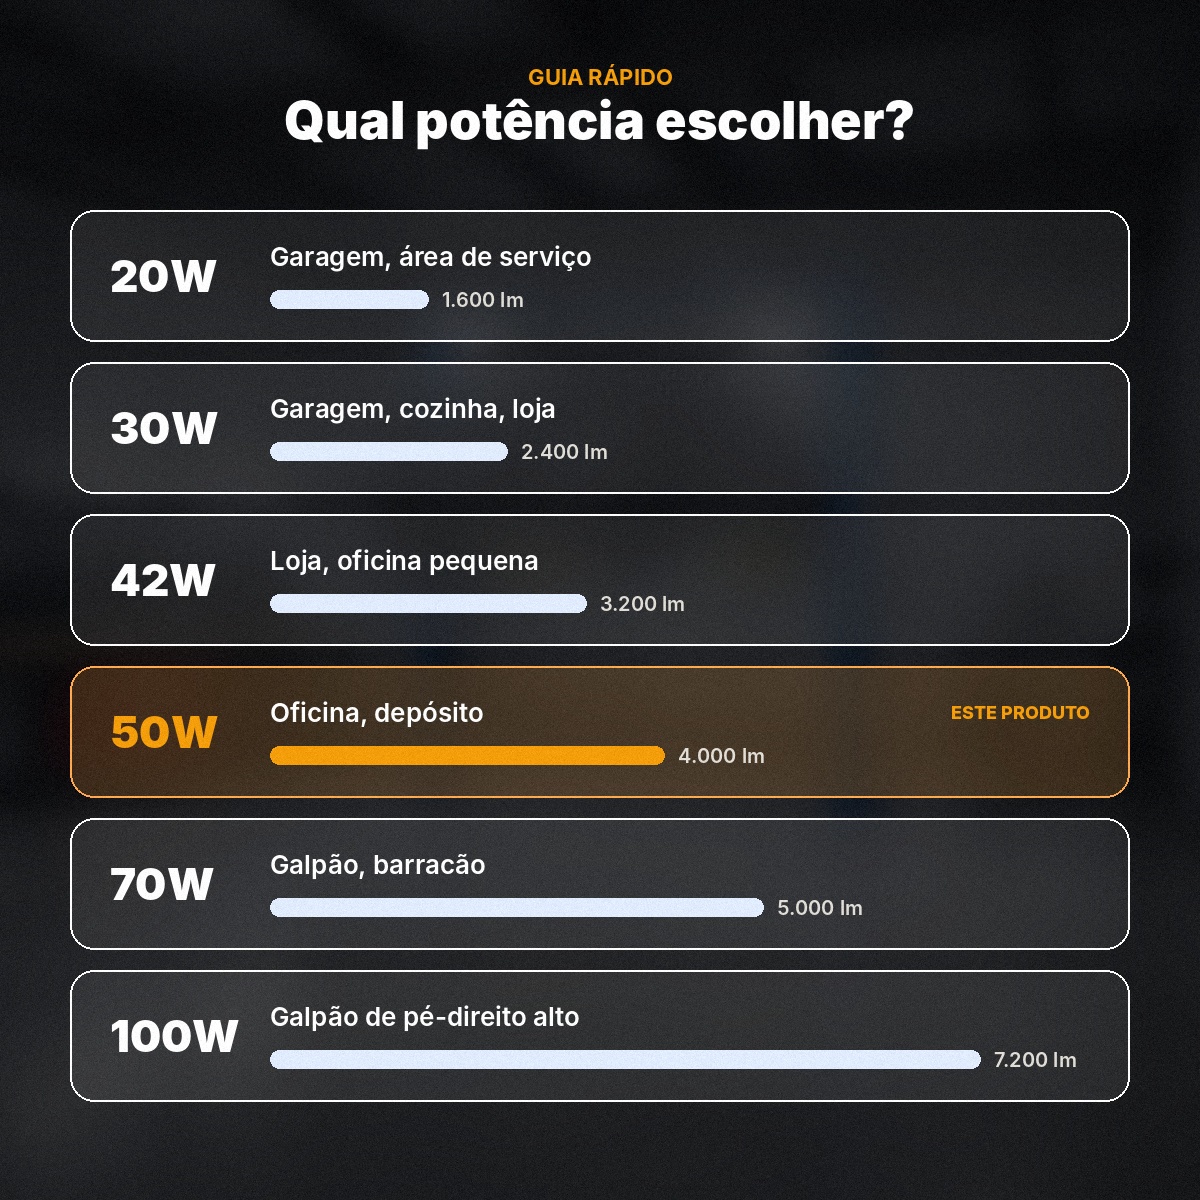 GUIA RÁPIDO
Qual potência escolher?
20W
Garagem, área de serviço
1.600 lm
30W
Garagem, cozinha, loja
2.400 lm
42W
Loja, oficina pequena
3.200 lm
50W
Oficina, depósito
ESTE PRODUTO
4.000 lm
70W
Galpão, barracão
5.000 lm
100W
Galpão de pé-direito alto
7.200 lm